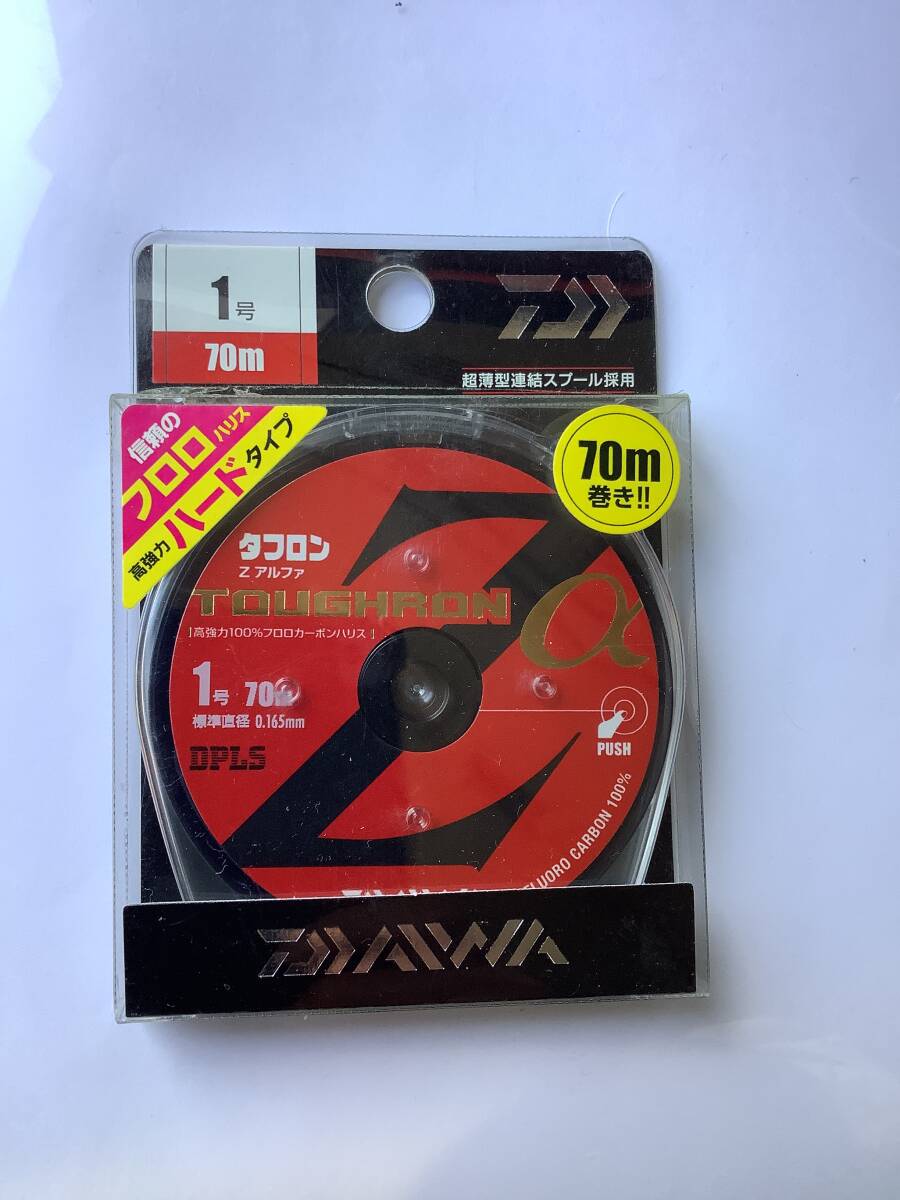 1号
70m
超薄型連結スプール採用
信頼の
フロロハリス
高強力ハードタイプ
70m
巻き!!
タフロン
Z アルファ
TOUGHRON α
高強力100%フロロカーボンハリス
1号 70m
標準直径 0.165mm
DPLS
PUSH
FLUORO CARBON 100%
DAIWA